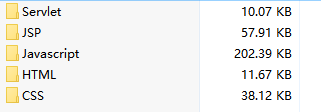 Servlet 10.07 KB
JSP 57.91 KB
Javascript 202.39 KB
HTML 11.67 KB
CSS 38.12 KB